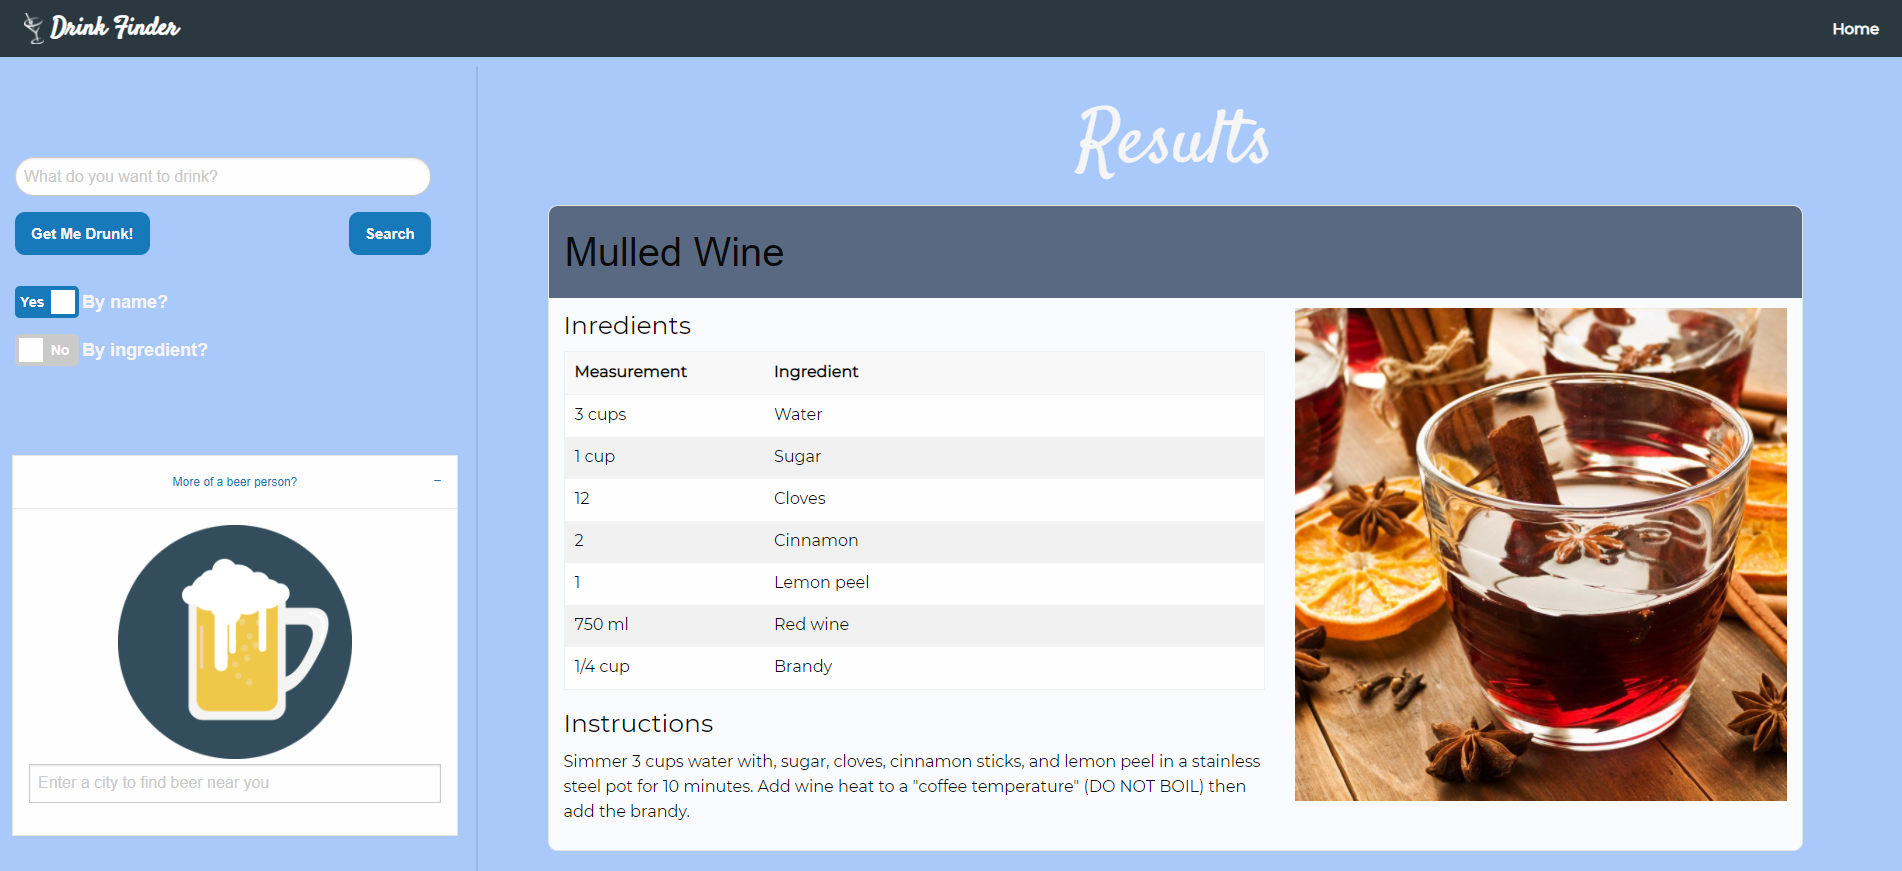 Drink Finder
Home
What do you want to drink?
Get Me Drunk!
Search
Yes By name?
No By ingredient?
More of a beer person? −
Enter a city to find beer near you
Results
Mulled Wine
Inredients
Measurement Ingredient
3 cups Water
1 cup Sugar
12 Cloves
2 Cinnamon
1 Lemon peel
750 ml Red wine
1/4 cup Brandy
Instructions
Simmer 3 cups water with, sugar, cloves, cinnamon sticks, and lemon peel in a stainless
steel pot for 10 minutes. Add wine heat to a "coffee temperature" (DO NOT BOIL) then
add the brandy.